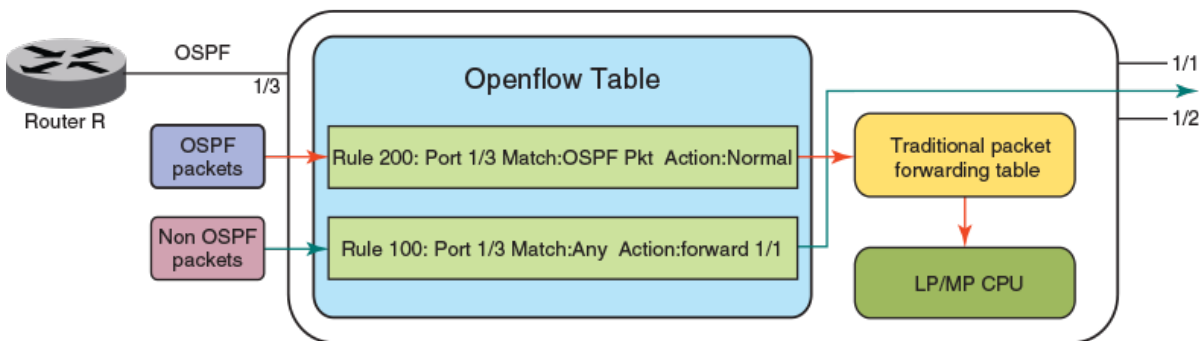 OSPF
1/3
Router R
OSPF
packets
Non OSPF
packets
Openflow Table
Rule 200: Port 1/3 Match:OSPF Pkt Action:Normal
Rule 100: Port 1/3 Match:Any Action:forward 1/1
Traditional packet
forwarding table
LP/MP CPU
1/1
1/2